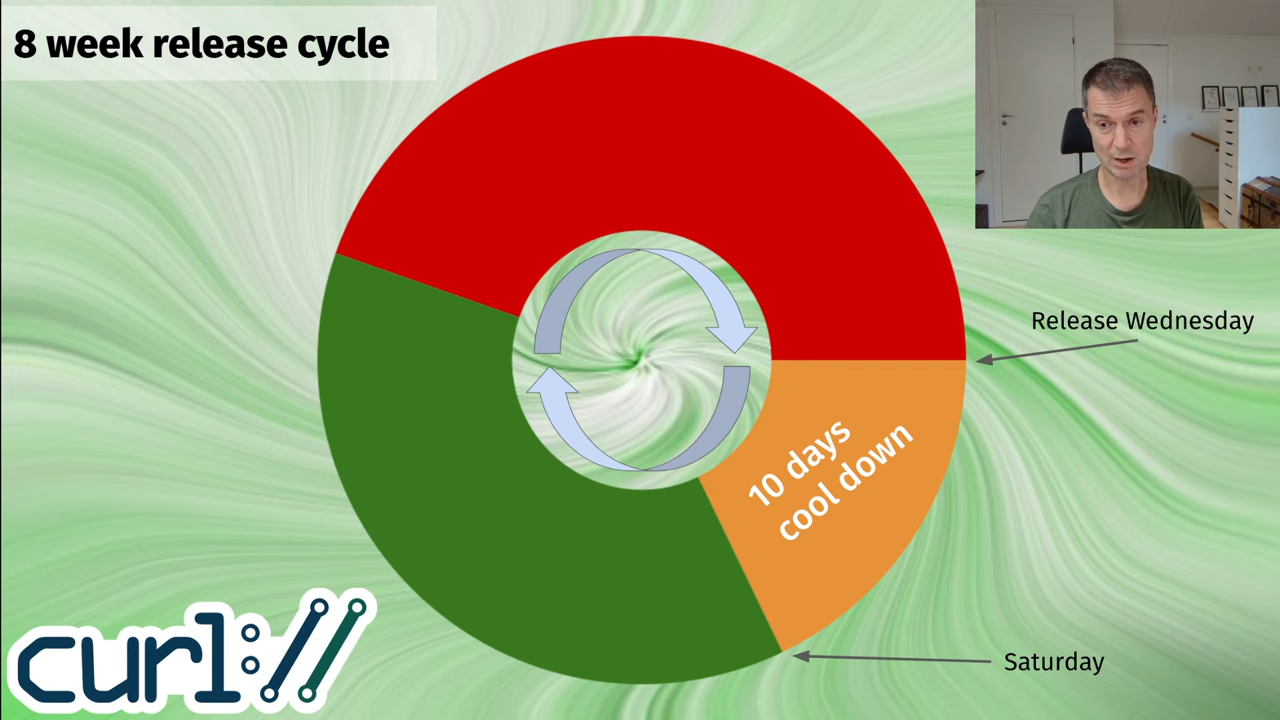 8 week release cycle
Release Wednesday
10 days
cool down
Saturday
curl://